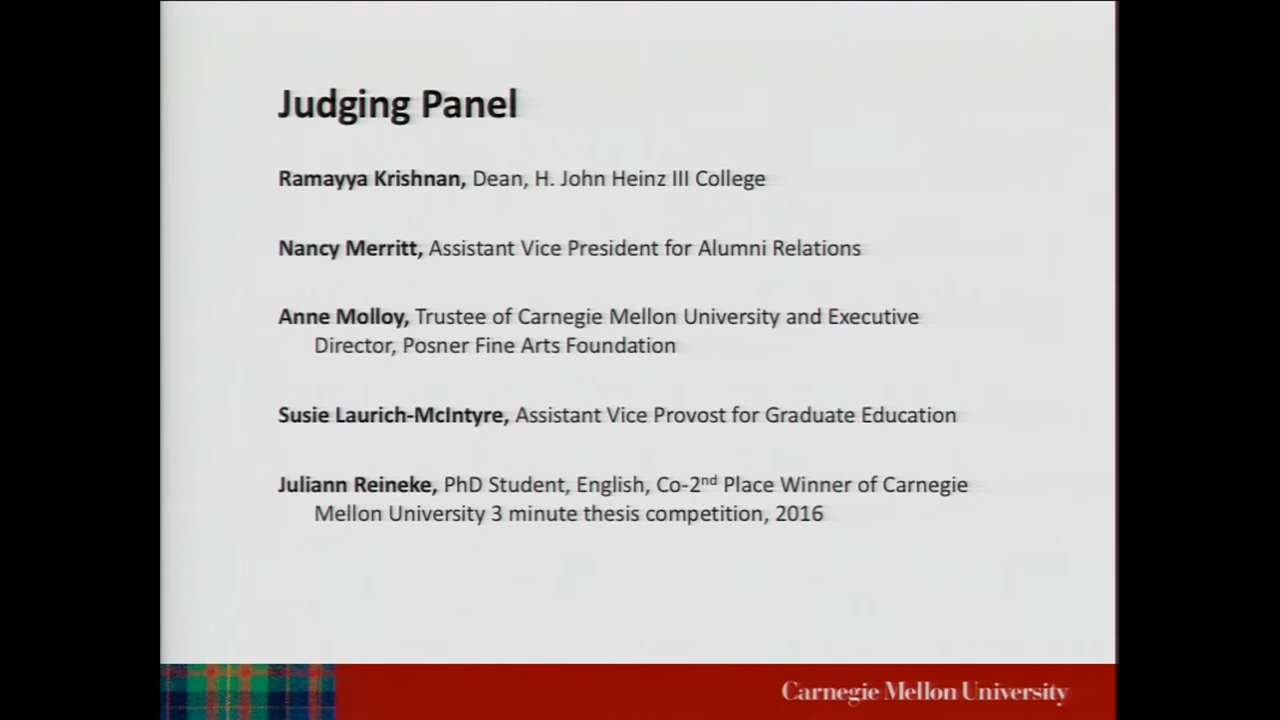 Judging Panel
Ramayya Krishnan, Dean, H. John Heinz III College
Nancy Merritt, Assistant Vice President for Alumni Relations
Anne Molloy, Trustee of Carnegie Mellon University and Executive
Director, Posner Fine Arts Foundation
Susie Laurich-McIntyre, Assistant Vice Provost for Graduate Education
Juliann Reineke, PhD Student, English, Co-2nd Place Winner of Carnegie
Mellon University 3 minute thesis competition, 2016
Carnegie Mellon University